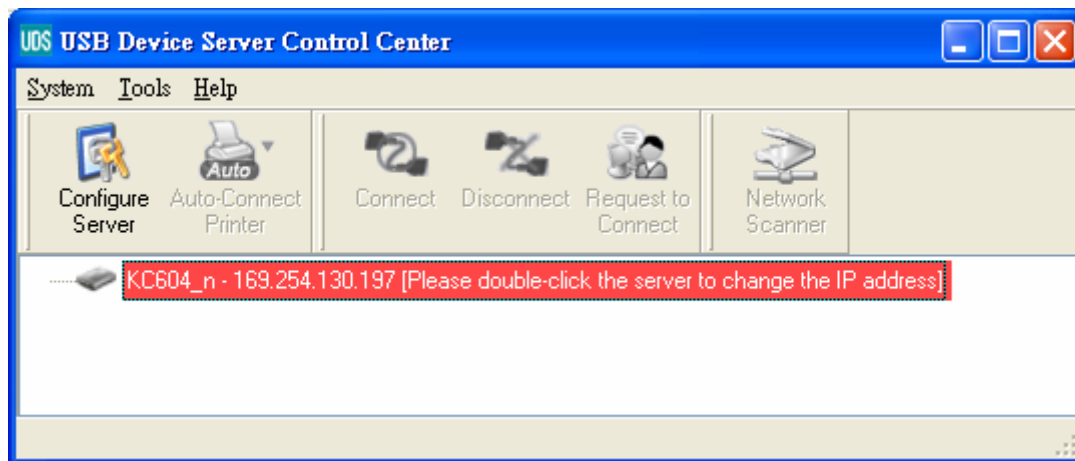 UDS USB Device Server Control Center
System Tools Help
Auto
Configure Server
Auto-Connect Printer
Connect
Disconnect
Request to Connect
Network Scanner
KC604_n - 169.254.130.197 [Please double-click the server to change the IP address]